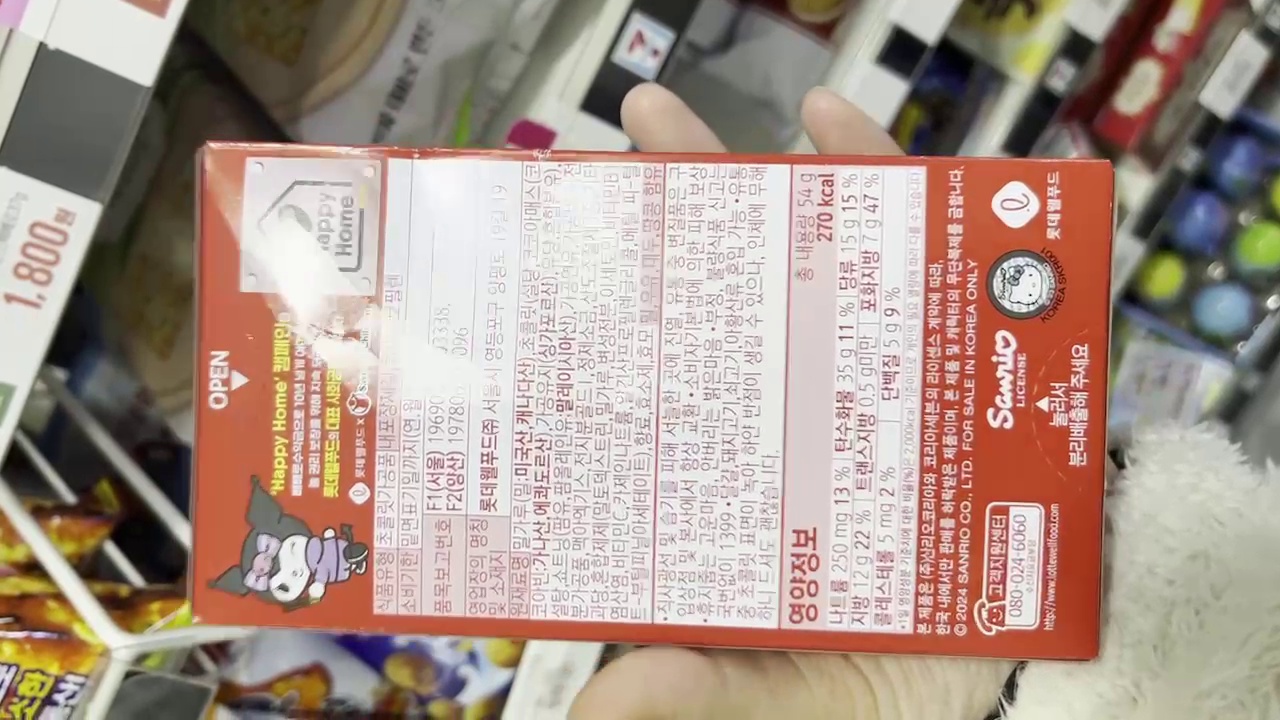 1,800원
OPEN
'Happy Home' 캠페인은
빼빼로수익금으로 10년 넘게
놀 권리 보장을 위해 지속
롯데웰푸드의 대표 사회공
롯데웰푸드 x Save Children
Happy
Home
식품유형 초콜릿가공품 내포장재질 필렌
소비기한 밑면표기일까지(연,월
품목보고번호 F1(서울) 19690 3338,
F2(양산) 19780 096
영업장의 명칭 및 소재지 롯데웰푸드㈜ 서울시 영등포구 양평로 19길 19
원재료명 밀가루(밀:미국산,캐나다산),초콜릿(설탕,코코아매스(코
코아빈:가나산,에콰도르산),가공유지(싱가포르산),유당,혼합분유),
설탕,쇼트닝(팜유,팜올레인유:말레이시아산),가공연유, 전
분가공품,맥아엑기스,전지분골드,정제소금,산도조절제 기타
과당,혼합제제(말토덱스트린,밀가루,변성전분,이세토민,비타민B
염산염,비타민C,카제인나트륨,알긴산프로필렌글리콜,메틸 파-틸
트-부틸피닐아세테이트),향료,효소제,효모 밀,우유,대두,땅콩 함유
•직사광선 및 습기를 피해 서늘한 곳에 진열, 유통 중 변질품은 구
입상점 및 본사에서 항상 교환 •소비자기본법에 의한 피해 보상
•휴지줍는 고운마음, 안버리는 밝은마음 •부정, 불량식품 신고는
국번없이 1399 •달걀,돼지고기,쇠고기,아황산류 혼입 가능 •유통
중 초콜릿 표면이 녹아 하얀 반점이 생길 수 있으나, 인체에 무해
하니 드셔도 괜찮습니다.
영양정보 총 내용량 54 g
270 kcal
나트륨 250 mg 13 % 탄수화물 35 g 11 % 당류 15 g 15 %
지방 12 g 22 % 트랜스지방 0.5 g미만 포화지방 7 g 47 %
콜레스테롤 5 mg 2 % 단백질 5 g 9 %
*1일 영양성분 기준치에 대한 비율(%)은 2,000kcal 기준이므로 개인의 필요 열량에 따라 다를 수 있습니다
본 제품은 (주)산리오코리아와 코리아세븐의 라이센스 계약에 따라,
한국 내에서만 판매를 허락받은 제품이며, 본 제품 및 캐릭터의 무단복제를 금합니다.
© 2024 SANRIO CO., LTD. FOR SALE IN KOREA ONLY
고객지원센터
080-024-6060
수신자요금부담
http://www.lottewellfood.com
Sanrio
LICENSE
눌러서
분리배출해 주세요
Sanrio
KOREA SKR001
롯데웰푸드